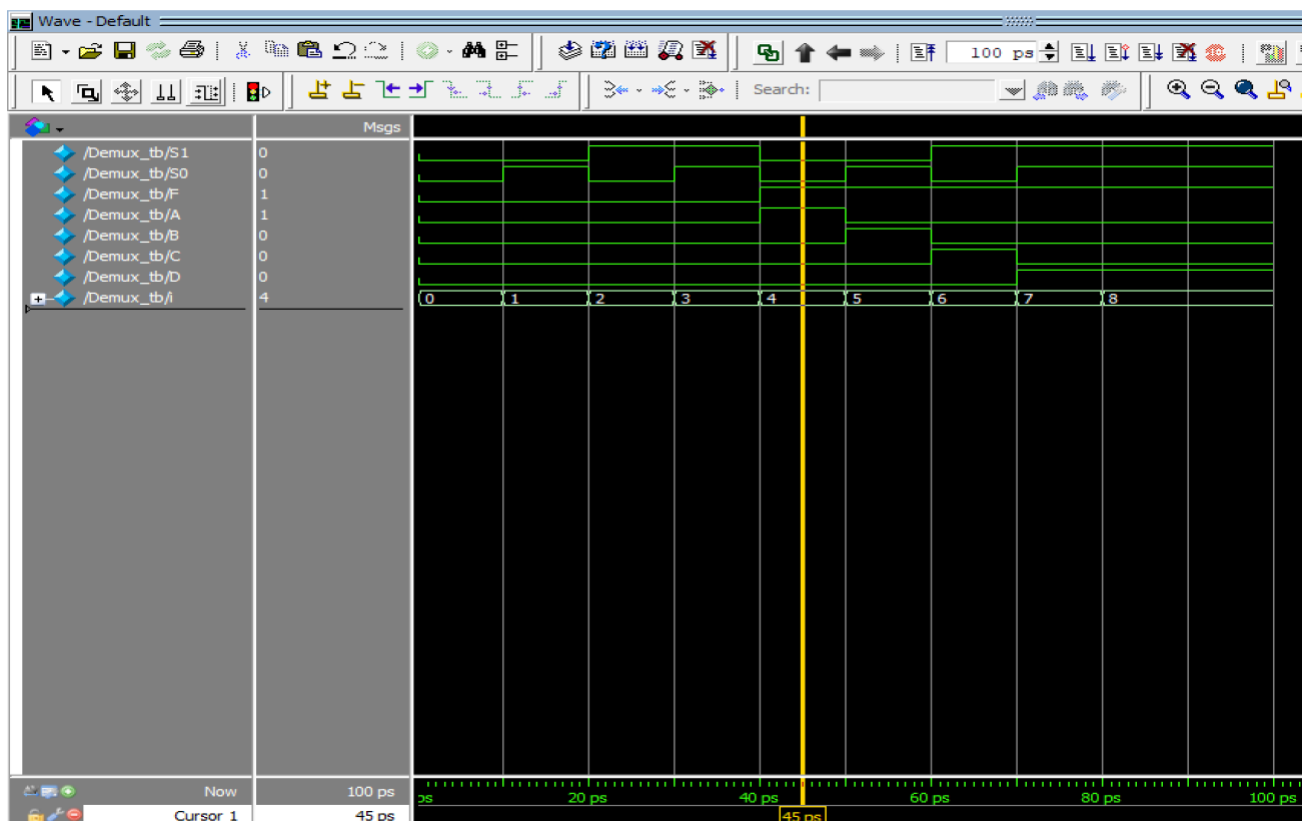 Wave - Default
100 ps
Search:
Msgs
/Demux_tb/S1 0
/Demux_tb/S0 0
/Demux_tb/F 1
/Demux_tb/A 1
/Demux_tb/B 0
/Demux_tb/C 0
/Demux_tb/D 0
/Demux_tb/i 4 0 1 2 3 4 5 6 7 8
Now 100 ps
ps 20 ps 40 ps 60 ps 80 ps 100 ps
Cursor 1 45 ps 45 ps